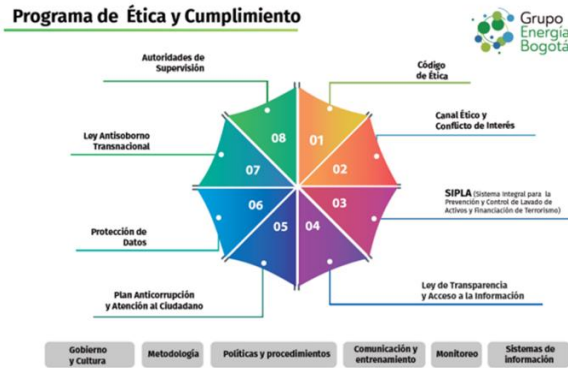 Programa de Ética y Cumplimiento
Grupo
Energía
Bogotá
Autoridades de
Supervisión
Código
de Ética
Ley Antisoborno
Transnacional
Canal Ético y
Conflicto de Interés
08
01
07
02
06
03
05
04
SIPLA (Sistema Integral para la
Prevención y Control de Lavado de
Activos y Financiación de Terrorismo)
Protección de
Datos
Plan Anticorrupción
y Atención al Ciudadano
Ley de Transparencia
y Acceso a la Información
Gobierno
y Cultura
Metodología
Políticas y procedimientos
Comunicación y
entrenamiento
Monitoreo
Sistemas de
información